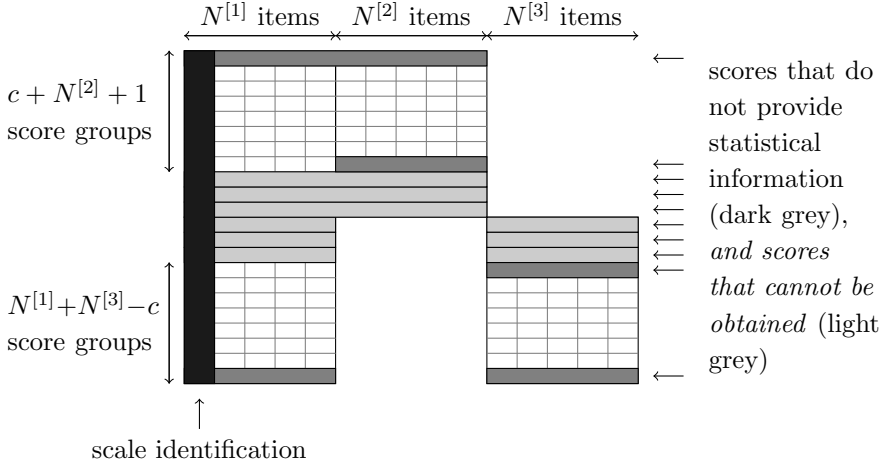 N^{[1]} items N^{[2]} items N^{[3]} items
c + N^{[2]} + 1
score groups
N^{[1]}+N^{[3]}−c
score groups
scores that do
not provide
statistical
information
(dark grey),
and scores
that cannot be
obtained (light
grey)
scale identification